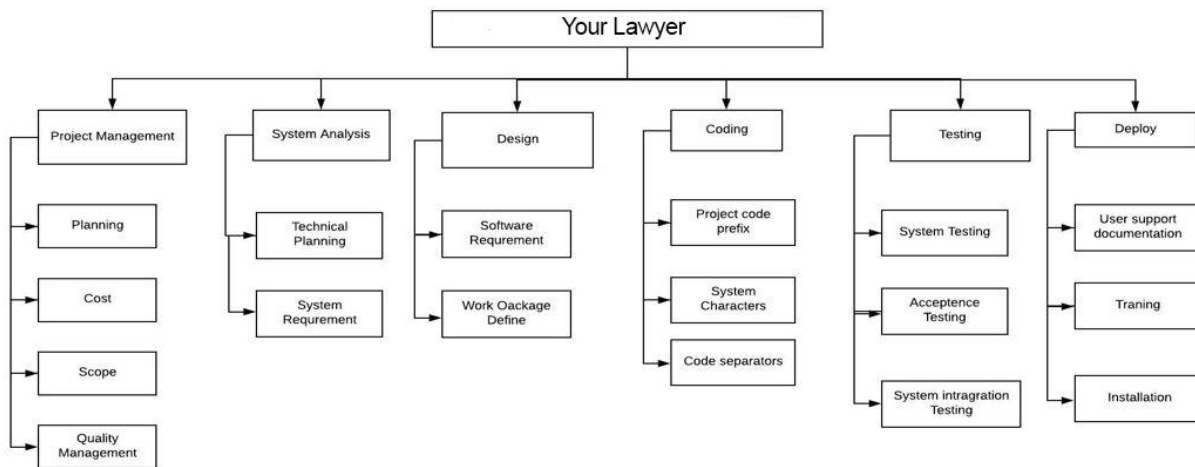 Your Lawyer
Project Management
System Analysis
Design
Coding
Testing
Deploy
Planning
Cost
Scope
Quality
Management
Technical
Planning
System
Requrement
Software
Requrement
Work Oackage
Define
Project code
prefix
System
Characters
Code separators
System Testing
Acceptence
Testing
System intragration
Testing
User support
documentation
Traning
Installation